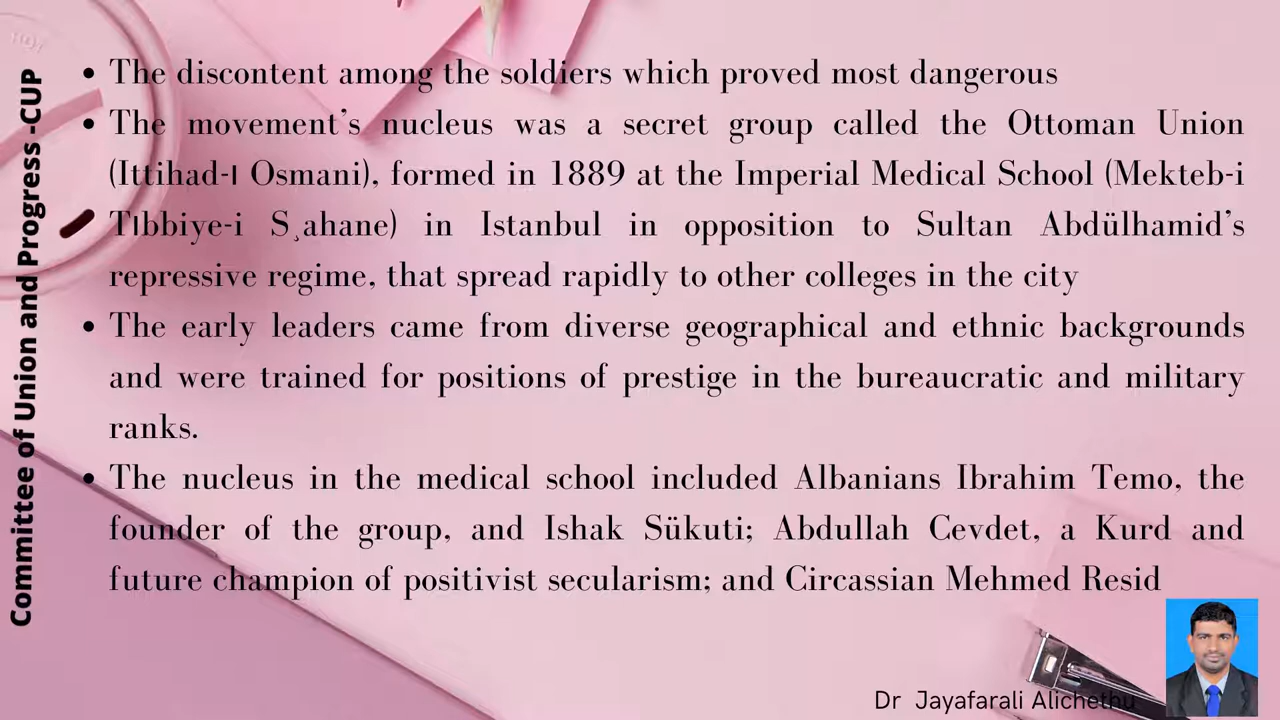 Committee of Union and Progress -CUP
• The discontent among the soldiers which proved most dangerous
• The movement's nucleus was a secret group called the Ottoman Union
(Ittihad-ı Osmani), formed in 1889 at the Imperial Medical School (Mekteb-i
Tıbbiye-i S¸ahane) in Istanbul in opposition to Sultan Abdülhamid's
repressive regime, that spread rapidly to other colleges in the city
• The early leaders came from diverse geographical and ethnic backgrounds
and were trained for positions of prestige in the bureaucratic and military
ranks.
• The nucleus in the medical school included Albanians Ibrahim Temo, the
founder of the group, and Ishak Sükuti; Abdullah Cevdet, a Kurd and
future champion of positivist secularism; and Circassian Mehmed Resid
Dr Jayafarali Alichethu